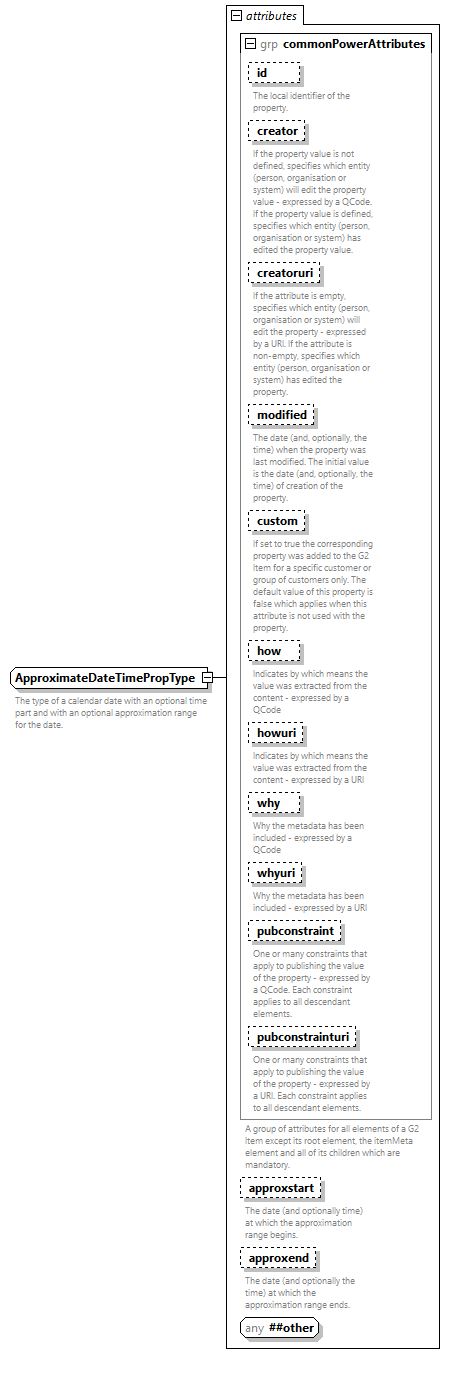 attributes
grp commonPowerAttributes
id
The local identifier of the
property.
creator
If the property value is not
defined, specifies which entity
(person, organisation or
system) will edit the property
value - expressed by a QCode.
If the property value is defined,
specifies which entity (person,
organisation or system) has
edited the property value.
creatoruri
If the attribute is empty,
specifies which entity (person,
organisation or system) will
edit the property - expressed
by a URI. If the attribute is
non-empty, specifies which
entity (person, organisation or
system) has edited the
property.
modified
The date (and, optionally, the
time) when the property was
last modified. The initial value
is the date (and, optionally, the
time) of creation of the
property.
custom
If set to true the corresponding
property was added to the G2
Item for a specific customer or
group of customers only. The
default value of this property is
false which applies when this
attribute is not used with the
property.
how
Indicates by which means the
value was extracted from the
content - expressed by a
QCode
ApproximateDateTimePropType
The type of a calendar date with an optional time
part and with an optional approximation range
for the date.
howuri
Indicates by which means the
value was extracted from the
content - expressed by a URI
why
Why the metadata has been
included - expressed by a
QCode
whyuri
Why the metadata has been
included - expressed by a URI
pubconstraint
One or many constraints that
apply to publishing the value
of the property - expressed by
a QCode. Each constraint
applies to all descendant
elements.
pubconstrainturi
One or many constraints that
apply to publishing the value
of the property - expressed by
a URI. Each constraint applies
to all descendant elements.
A group of attributes for all elements of a G2
Item except its root element, the itemMeta
element and all of its children which are
mandatory.
approxstart
The date (and optionally time)
at which the approximation
range begins.
approxend
The date (and optionally the
time) at which the
approximation range ends.
any ##other